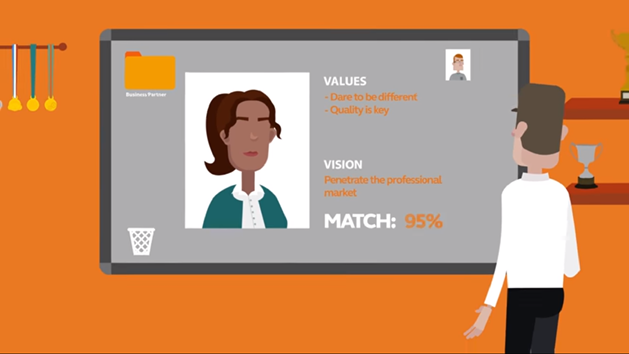 Business Partner
VALUES
- Dare to be different
- Quality is key
VISION
Penetrate the professional
market
MATCH: 95%